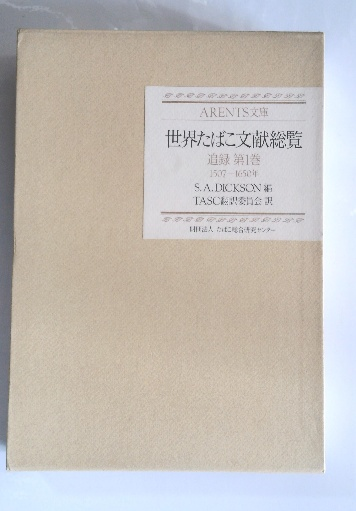 ARENTS文庫
世界たばこ文献総覧
追録 第1巻
1507-1650年
S.A.DICKSON 編
TASC翻訳委員会 訳
財団法人 たばこ総合研究センター